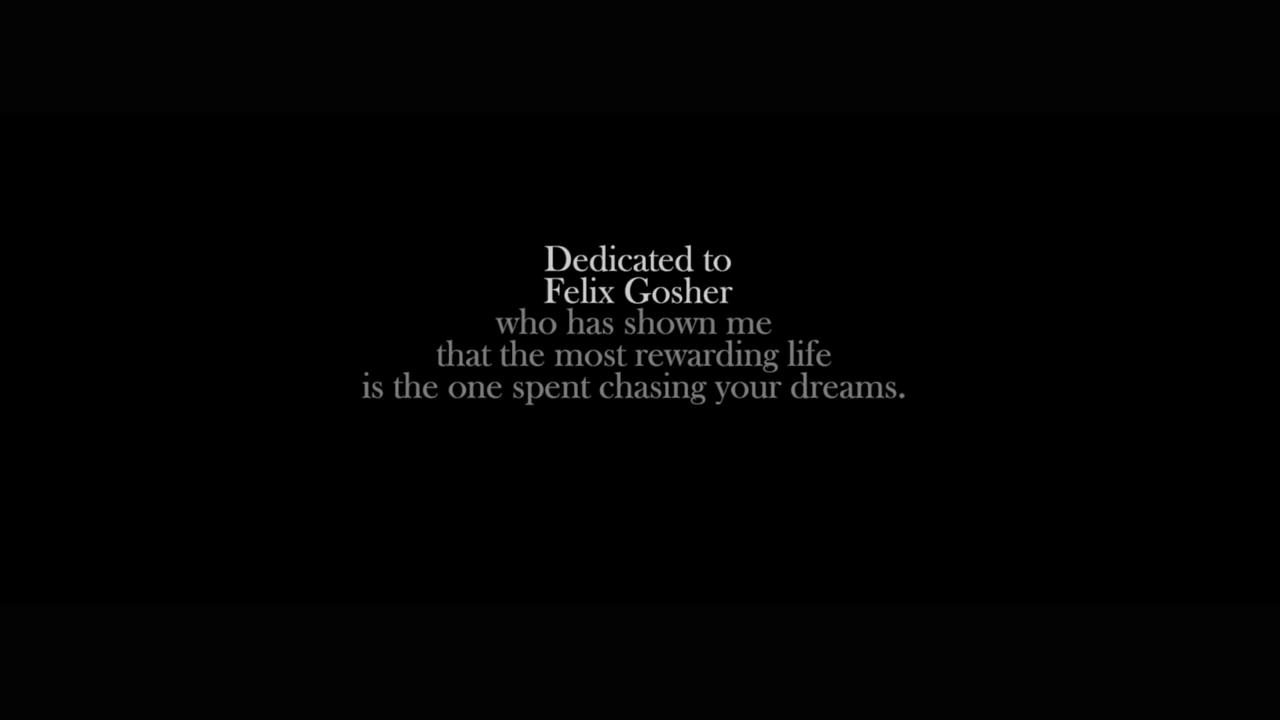 Dedicated to
Felix Gosher
who has shown me
that the most rewarding life
is the one spent chasing your dreams.